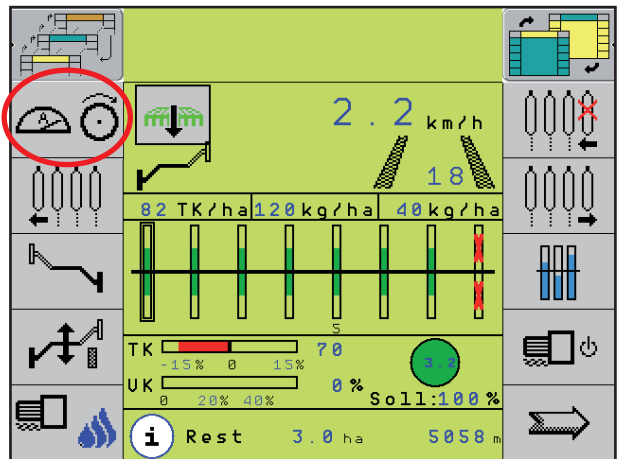 A
2.2 km/h
18
82 TK/ha 120 kg/ha 40 kg/ha
S
TK 70
-15% 0 15%
3.2
UK 0 %
0 20% 40%
Soll:100%
i Rest 3.0 ha 5058 m